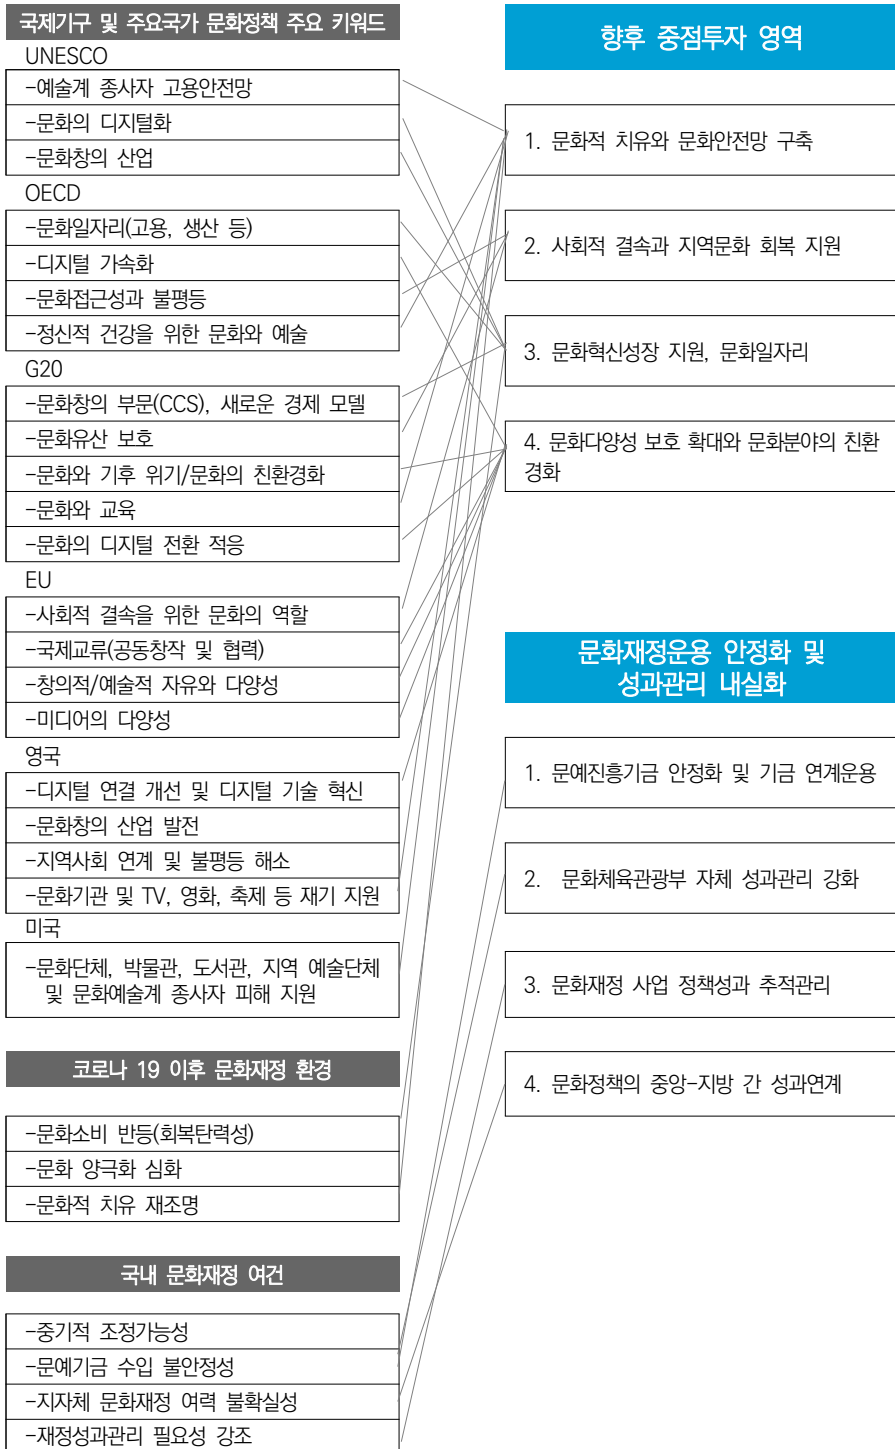 국제기구 및 주요국가 문화정책 주요 키워드
UNESCO
-예술계 종사자 고용안전망
-문화의 디지털화
-문화창의 산업
OECD
-문화일자리(고용, 생산 등)
-디지털 가속화
-문화접근성과 불평등
-정신적 건강을 위한 문화와 예술
G20
-문화창의 부문(CCS), 새로운 경제 모델
-문화유산 보호
-문화와 기후 위기/문화의 친환경화
-문화와 교육
-문화의 디지털 전환 적응
EU
-사회적 결속을 위한 문화의 역할
-국제교류(공동창작 및 협력)
-창의적/예술적 자유와 다양성
-미디어의 다양성
영국
-디지털 연결 개선 및 디지털 기술 혁신
-문화창의 산업 발전
-지역사회 연계 및 불평등 해소
-문화기관 및 TV, 영화, 축제 등 재기 지원
미국
-문화단체, 박물관, 도서관, 지역 예술단체
및 문화예술계 종사자 피해 지원
코로나 19 이후 문화재정 환경
-문화소비 반등(회복탄력성)
-문화 양극화 심화
-문화적 치유 재조명
국내 문화재정 여건
-중기적 조정가능성
-문예기금 수입 불안정성
-지자체 문화재정 여력 불확실성
-재정성과관리 필요성 강조
향후 중점투자 영역
1. 문화적 치유와 문화안전망 구축
2. 사회적 결속과 지역문화 회복 지원
3. 문화혁신성장 지원, 문화일자리
4. 문화다양성 보호 확대와 문화분야의 친환
경화
문화재정운용 안정화 및
성과관리 내실화
1. 문예진흥기금 안정화 및 기금 연계운용
2. 문화체육관광부 자체 성과관리 강화
3. 문화재정 사업 정책성과 추적관리
4. 문화정책의 중앙-지방 간 성과연계